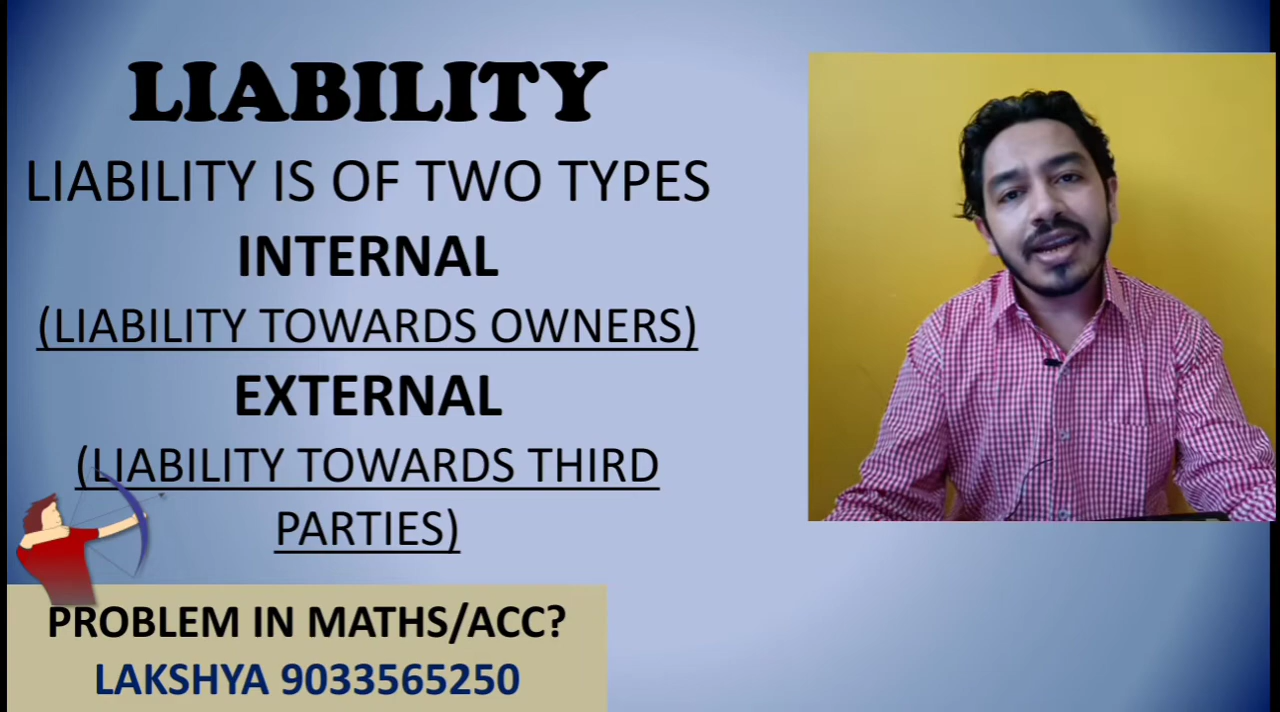 LIABILITY
LIABILITY IS OF TWO TYPES
INTERNAL
(LIABILITY TOWARDS OWNERS)
EXTERNAL
(LIABILITY TOWARDS THIRD
PARTIES)
PROBLEM IN MATHS/ACC?
LAKSHYA 9033565250